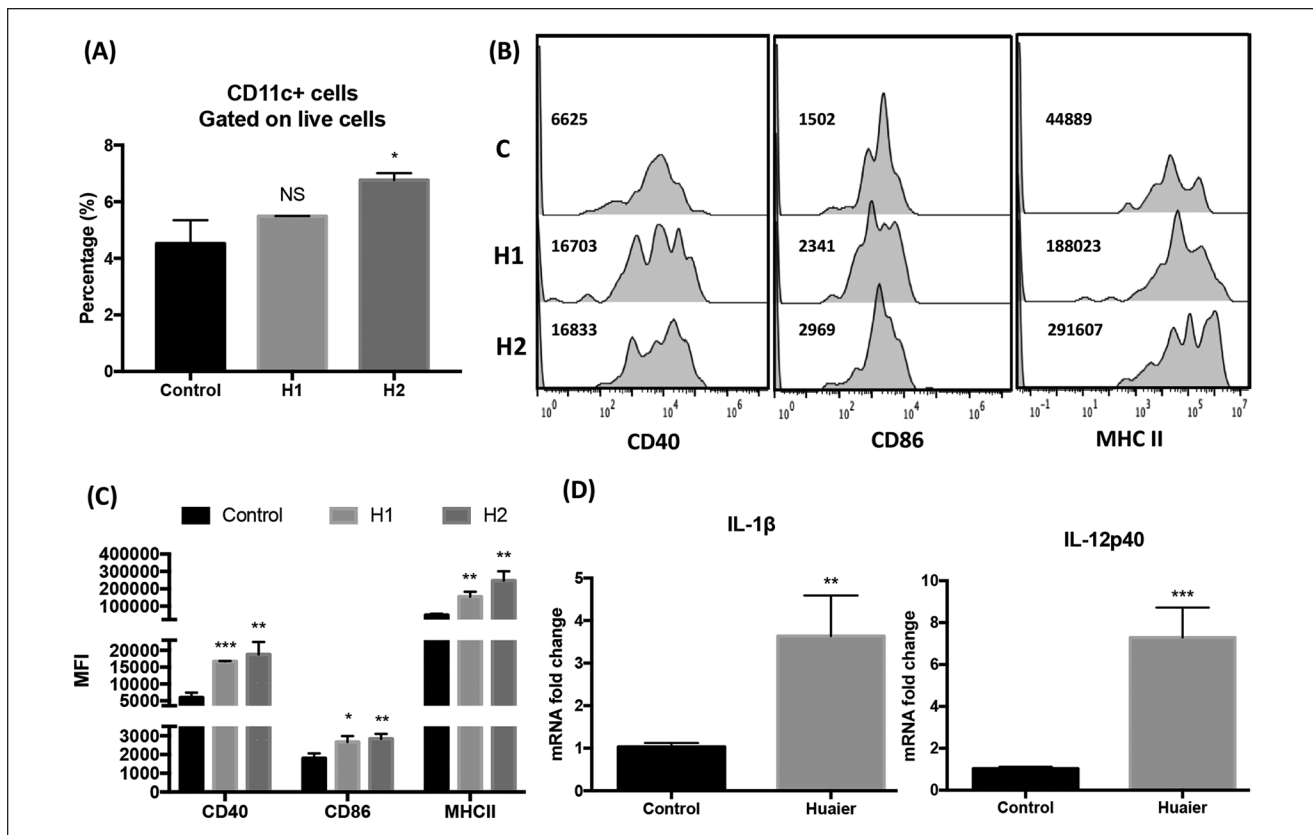 (A)
CD11c+ cells
Gated on live cells
Percentage (%)
8
6
4
2
0
*
NS
Control H1 H2
(B)
C
H1
H2
6625
16703
16833
10^0 10^2 10^4 10^6
CD40
1502
2341
2969
10^0 10^2 10^4 10^6
CD86
44889
188023
291607
10^-1 10^1 10^3 10^5 10^7
MHC II
(C)
Control H1 H2
MFI
400000
300000
200000
100000
20000
15000
10000
5000
3000
2000
1000
0
*** **
* **
** **
CD40 CD86 MHCII
(D)
IL-1β
mRNA fold change
5
4
3
2
1
0
**
Control Huaier
IL-12p40
mRNA fold change
10
8
6
4
2
0
***
Control Huaier